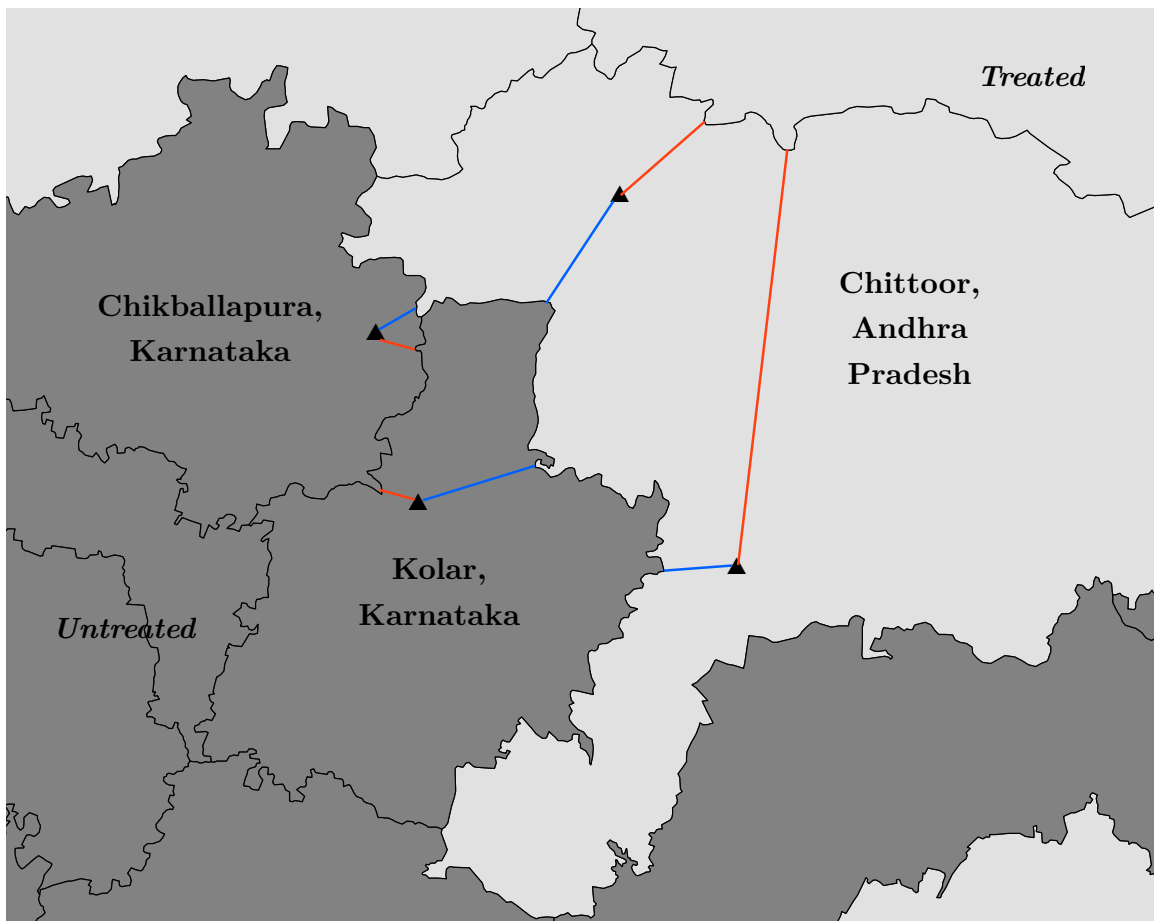 Treated
Chittoor,
Andhra
Pradesh
Chikballapura,
Karnataka
Kolar,
Karnataka
Untreated